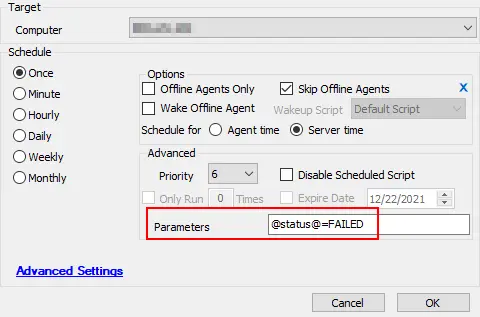 Target
Computer
Schedule
Once
Minute
Hourly
Daily
Weekly
Monthly
Options
Offline Agents Only
Skip Offline Agents
X
Wake Offline Agent
Wakeup Script
Default Script
Schedule for
Agent time
Server time
Advanced
Priority
6
Disable Scheduled Script
Only Run
0
Times
Expire Date
12/22/2021
Parameters
@status@=FAILED
Advanced Settings
Cancel
OK